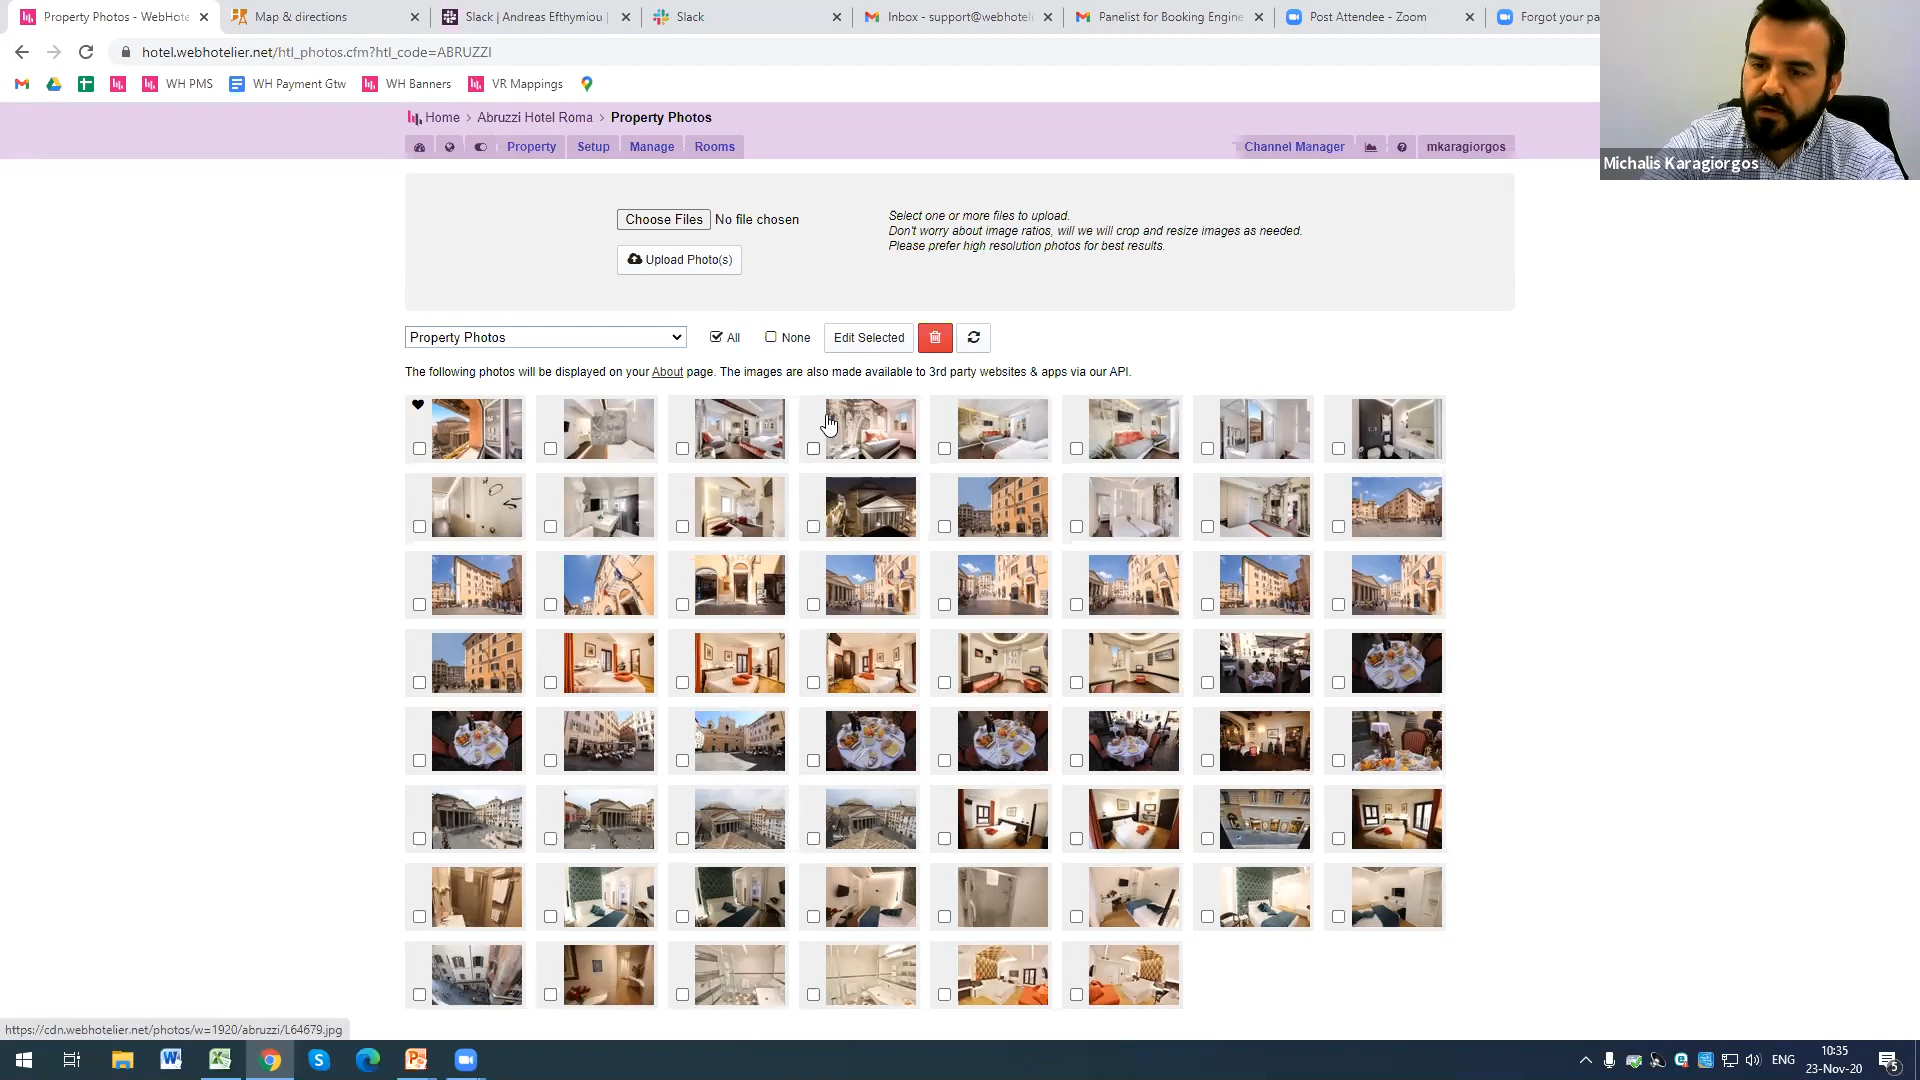 Property Photos - WebHote
Map & directions
Slack | Andreas Efthymiou |
Slack
Inbox - support@webhoteli
Panelist for Booking Engine
Post Attendee - Zoom
Forgot your pa
hotel.webhotelier.net/htl_photos.cfm?htl_code=ABRUZZI
WH PMS
WH Payment Gtw
WH Banners
VR Mappings
Home > Abruzzi Hotel Roma > Property Photos
Property
Setup
Manage
Rooms
Channel Manager
mkaragiorgos
Michalis Karagiorgos
Choose Files No file chosen
Upload Photo(s)
Select one or more files to upload.
Don't worry about image ratios, will we will crop and resize images as needed.
Please prefer high resolution photos for best results.
Property Photos
All
None
Edit Selected
The following photos will be displayed on your About page. The images are also made available to 3rd party websites & apps via our API.
https://cdn.webhotelier.net/photos/w=1920/abruzzi/L64679.jpg
ENG
10:35
23-Nov-20
5